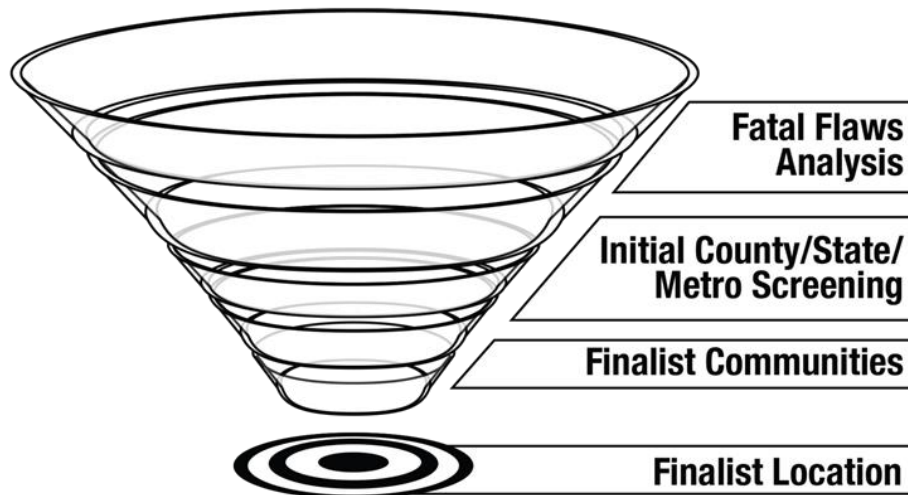 Fatal Flaws
Analysis
Initial County/State/
Metro Screening
Finalist Communities
Finalist Location